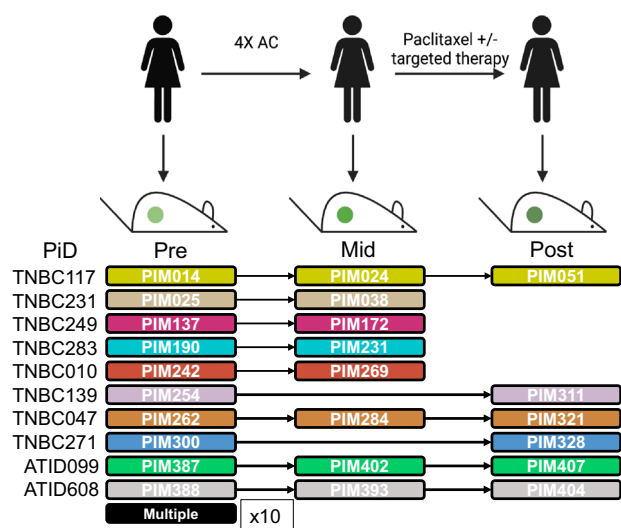 4X AC
Paclitaxel +/-
targeted therapy
PiD Pre Mid Post
TNBC117 PIM014 PIM024 PIM051
TNBC231 PIM025 PIM038
TNBC249 PIM137 PIM172
TNBC283 PIM190 PIM231
TNBC010 PIM242 PIM269
TNBC139 PIM254 PIM311
TNBC047 PIM262 PIM284 PIM321
TNBC271 PIM300 PIM328
ATID099 PIM387 PIM402 PIM407
ATID608 PIM388 PIM393 PIM404
Multiple x10